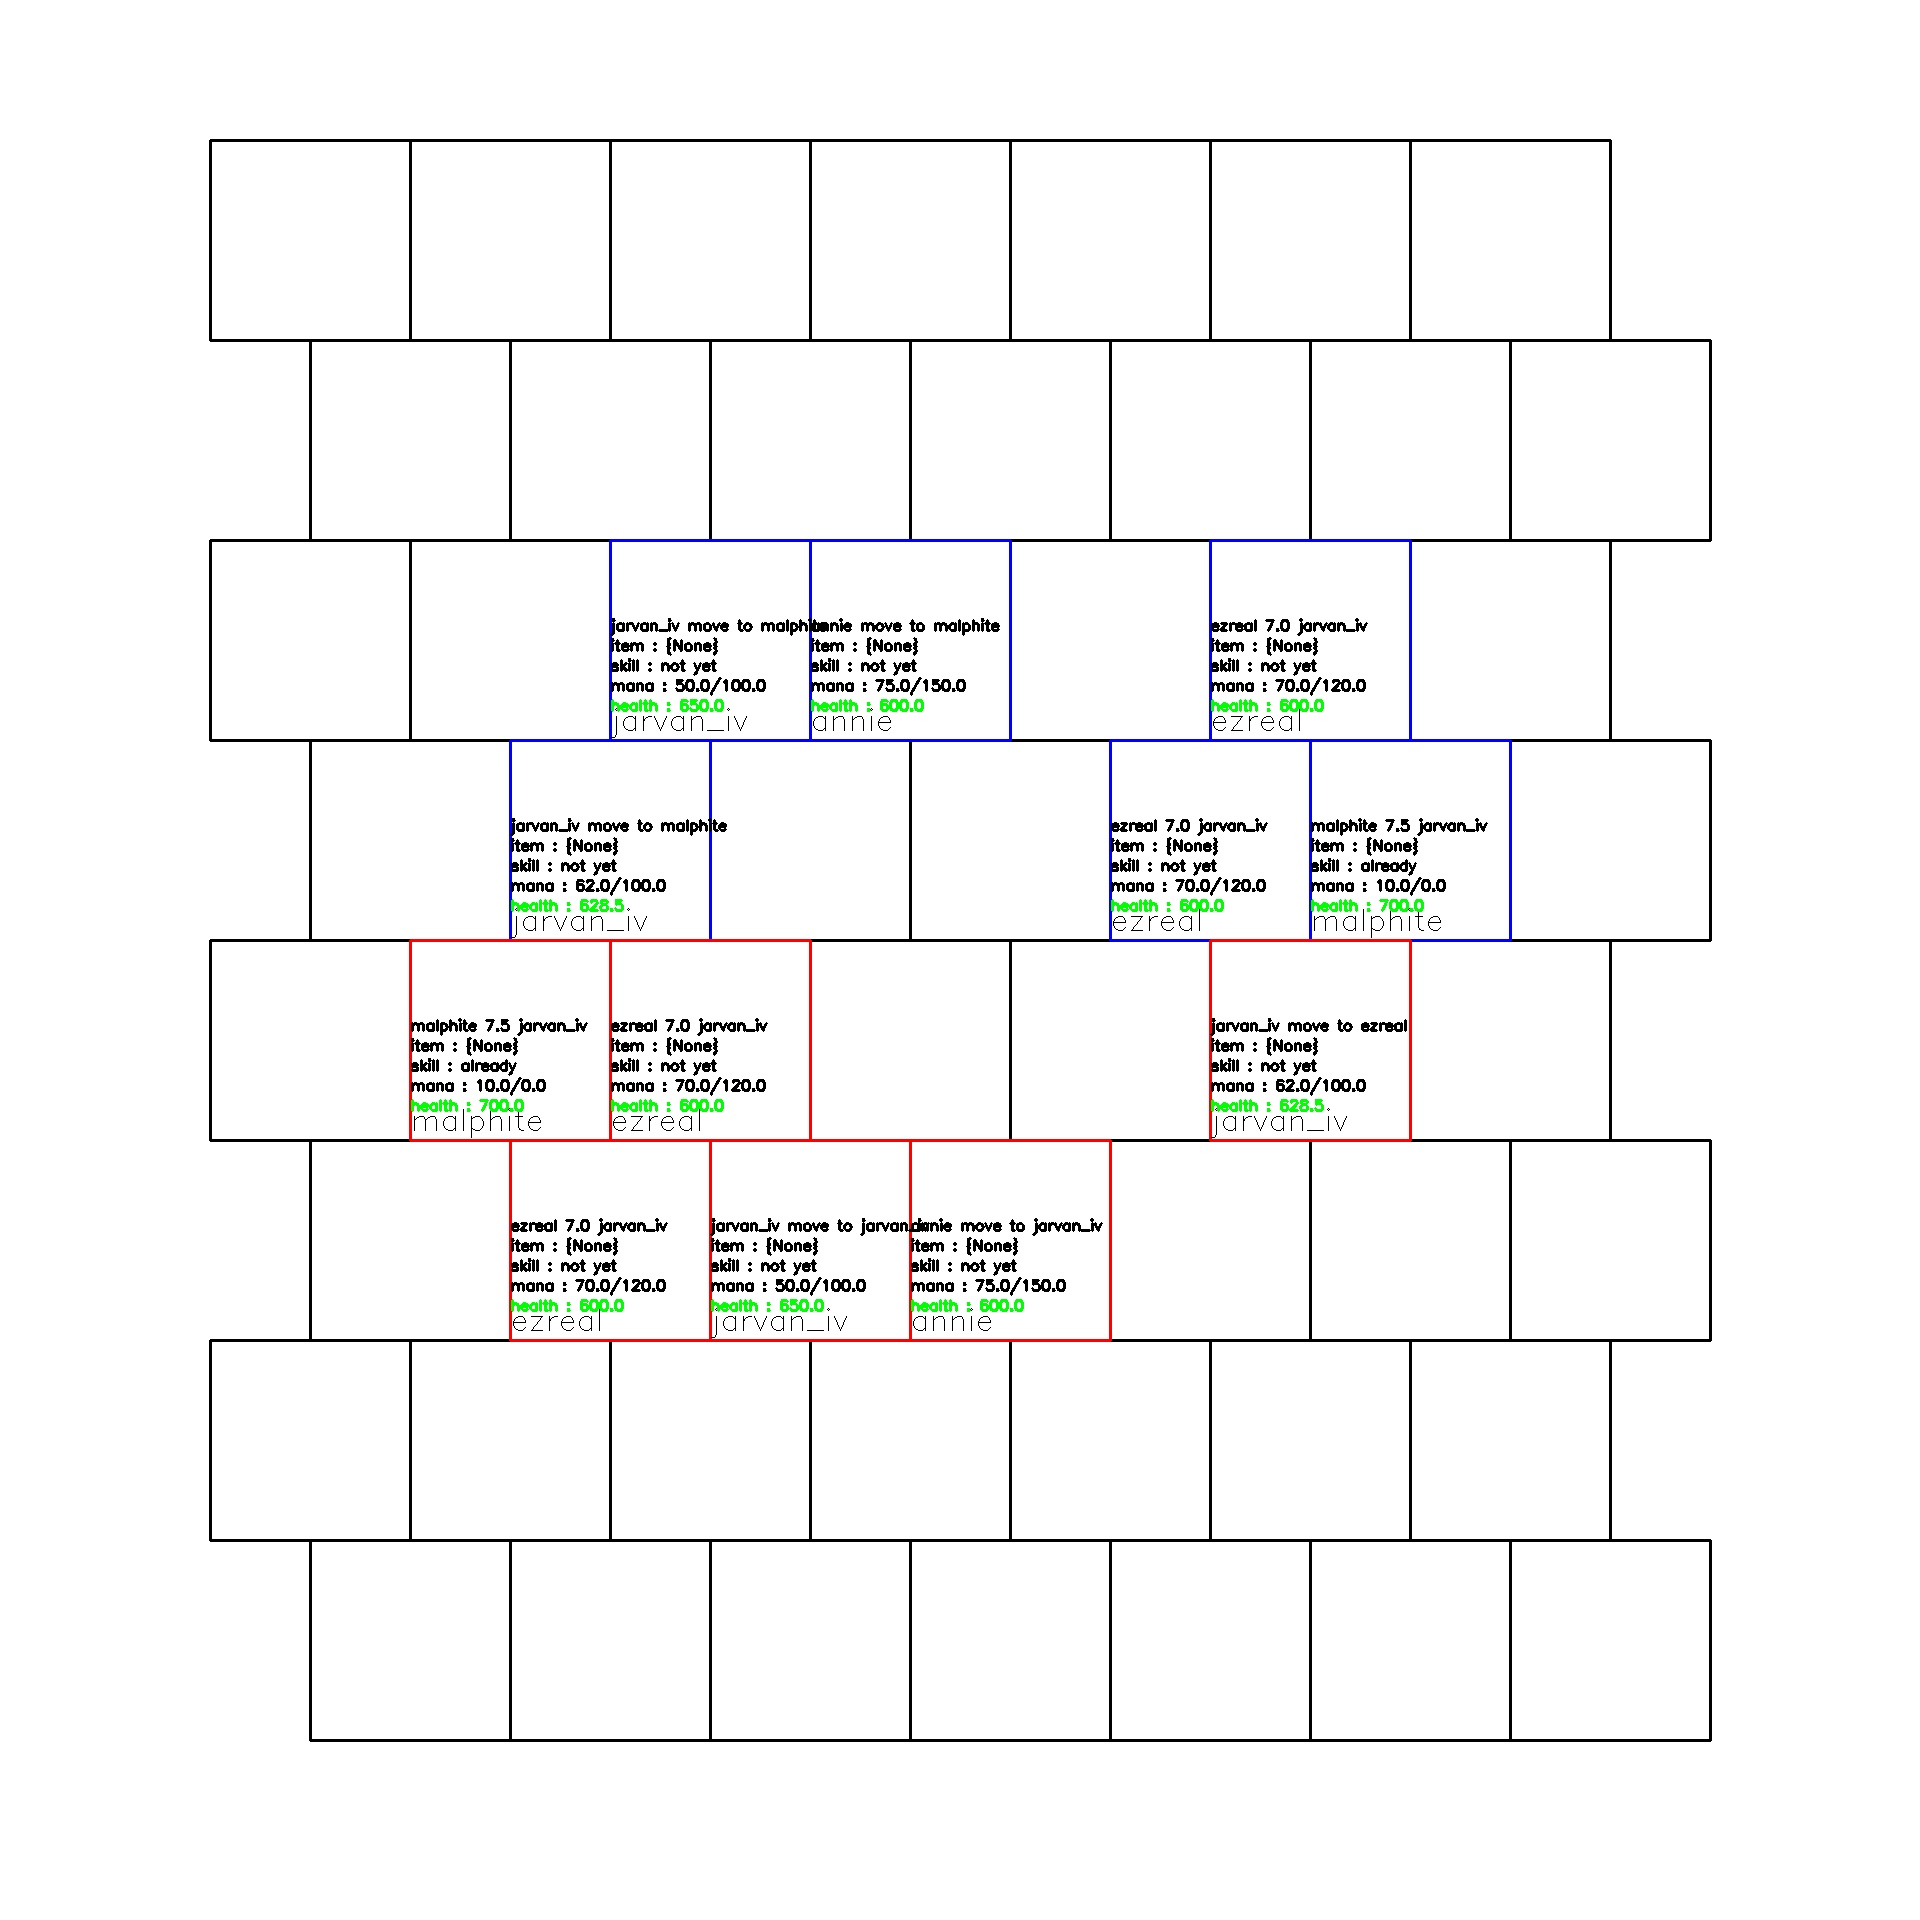 jarvan_iv move to malphite
item : {None}
skill : not yet
mana : 50.0/100.0
health : 650.0
jarvan_iv
annie move to malphite
item : {None}
skill : not yet
mana : 75.0/150.0
health : 600.0
annie
ezreal 7.0 jarvan_iv
item : {None}
skill : not yet
mana : 70.0/120.0
health : 600.0
ezreal
jarvan_iv move to malphite
item : {None}
skill : not yet
mana : 62.0/100.0
health : 628.5
jarvan_iv
ezreal 7.0 jarvan_iv
item : {None}
skill : not yet
mana : 70.0/120.0
health : 600.0
ezreal
malphite 7.5 jarvan_iv
item : {None}
skill : already
mana : 10.0/0.0
health : 700.0
malphite
malphite 7.5 jarvan_iv
item : {None}
skill : already
mana : 10.0/0.0
health : 700.0
malphite
ezreal 7.0 jarvan_iv
item : {None}
skill : not yet
mana : 70.0/120.0
health : 600.0
ezreal
jarvan_iv move to ezreal
item : {None}
skill : not yet
mana : 62.0/100.0
health : 628.5
jarvan_iv
ezreal 7.0 jarvan_iv
item : {None}
skill : not yet
mana : 70.0/120.0
health : 600.0
ezreal
jarvan_iv move to jarvan_iv
item : {None}
skill : not yet
mana : 50.0/100.0
health : 650.0
jarvan_iv
annie move to jarvan_iv
item : {None}
skill : not yet
mana : 75.0/150.0
health : 600.0
annie